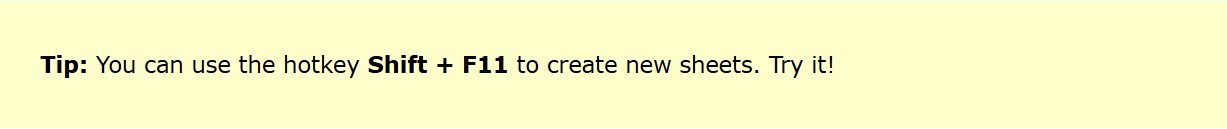 Tip: You can use the hotkey Shift + F11 to create new sheets. Try it!